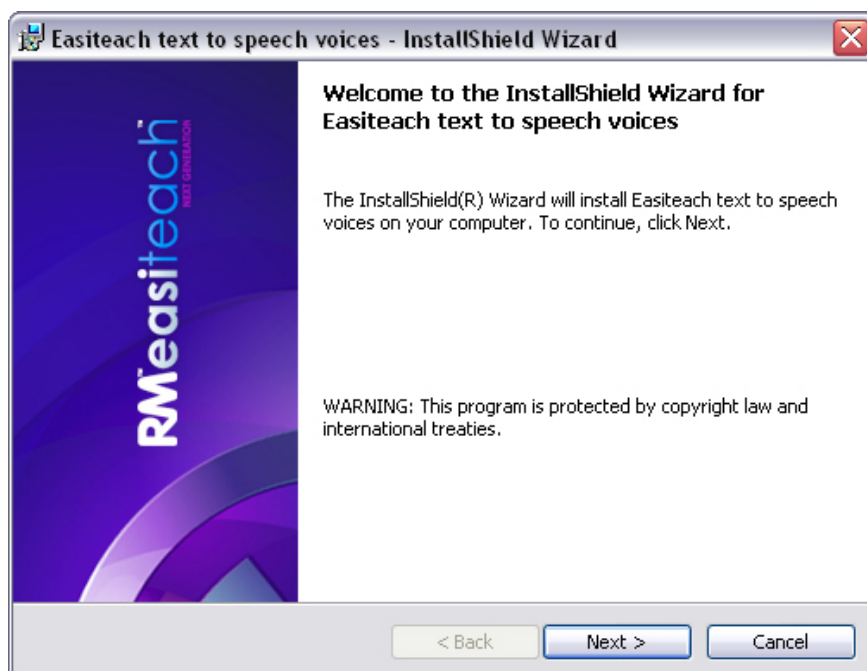 Easiteach text to speech voices - InstallShield Wizard
RM easiteach™
NEXT GENERATION
Welcome to the InstallShield Wizard for
Easiteach text to speech voices
The InstallShield(R) Wizard will install Easiteach text to speech
voices on your computer. To continue, click Next.
WARNING: This program is protected by copyright law and
international treaties.
< Back
Next >
Cancel